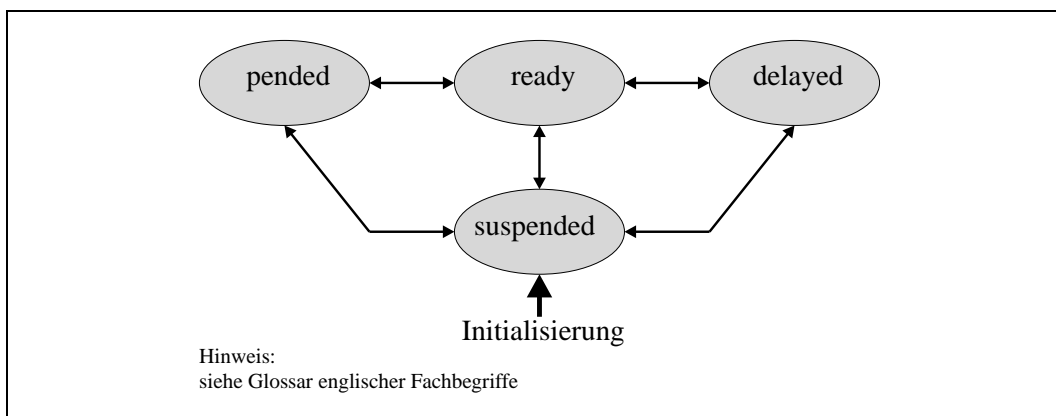 pended ready delayed
suspended
Initialisierung
Hinweis:
siehe Glossar englischer Fachbegriffe